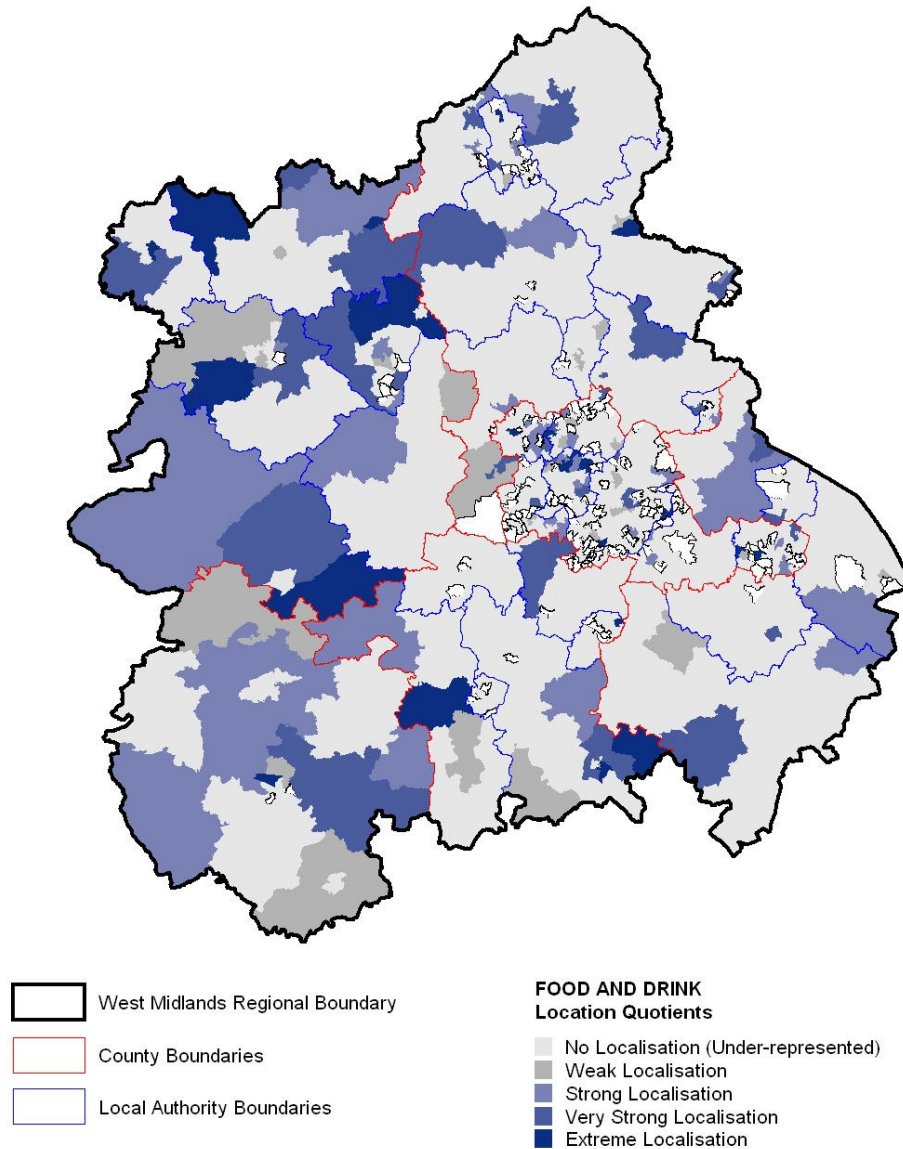 West Midlands Regional Boundary
County Boundaries
Local Authority Boundaries
FOOD AND DRINK
Location Quotients
No Localisation (Under-represented)
Weak Localisation
Strong Localisation
Very Strong Localisation
Extreme Localisation